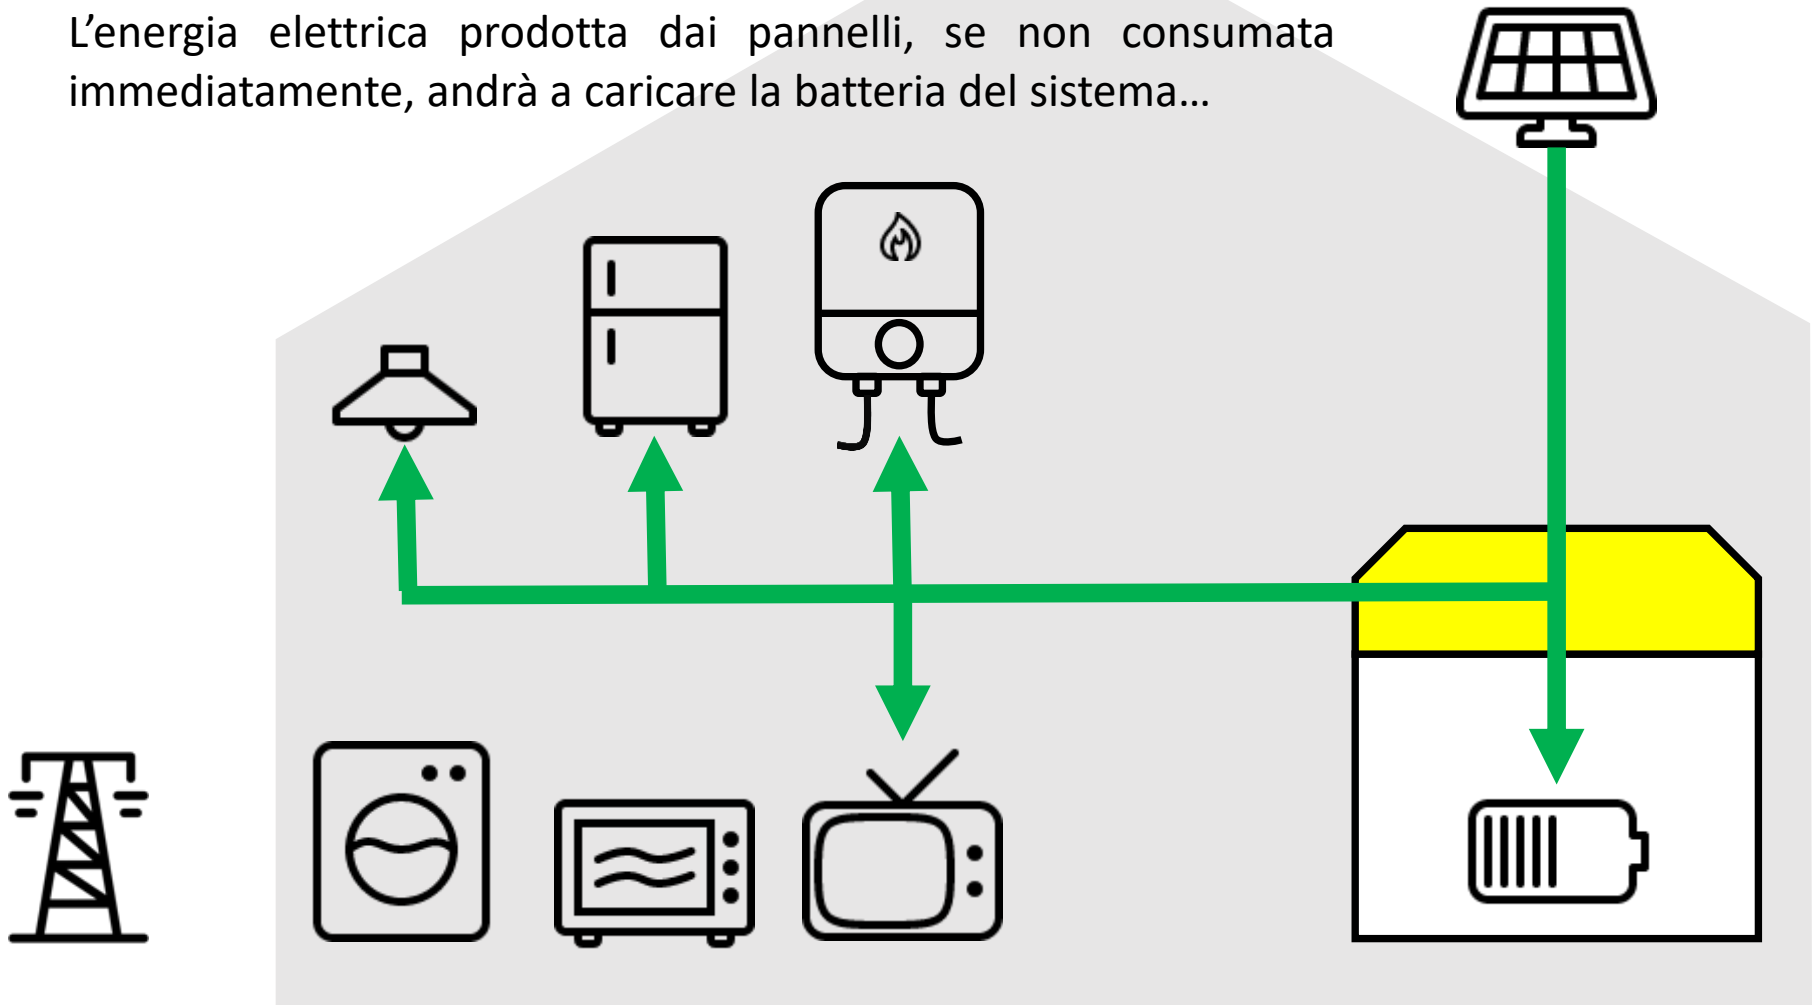 L’energia elettrica prodotta dai pannelli, se non consumata
immediatamente, andrà a caricare la batteria del sistema…